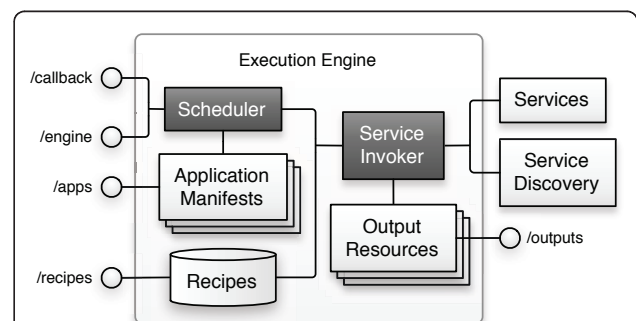 Execution Engine
/callback
Scheduler
/engine
/apps
Application
Manifests
/recipes
Recipes
Service
Invoker
Output
Resources
/outputs
Services
Service
Discovery